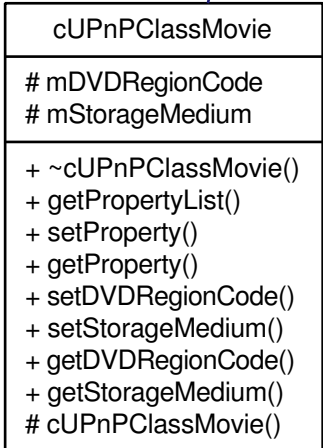 cUPnPClassMovie
# mDVDRegionCode
# mStorageMedium
+ ~cUPnPClassMovie()
+ getPropertyList()
+ setProperty()
+ getProperty()
+ setDVDRegionCode()
+ setStorageMedium()
+ getDVDRegionCode()
+ getStorageMedium()
# cUPnPClassMovie()